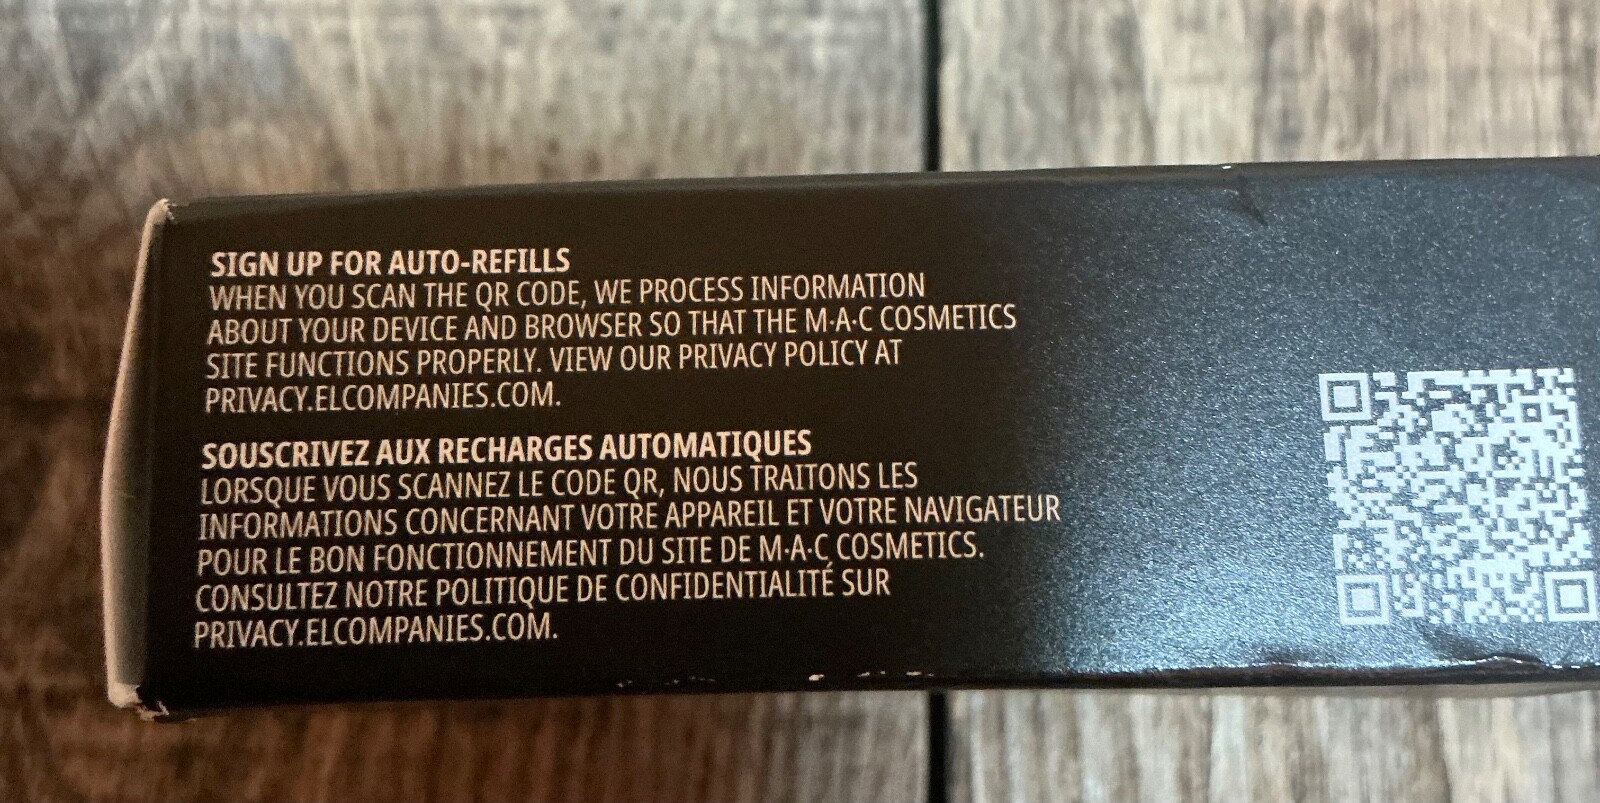 SIGN UP FOR AUTO-REFILLS
WHEN YOU SCAN THE QR CODE, WE PROCESS INFORMATION
ABOUT YOUR DEVICE AND BROWSER SO THAT THE M·A·C COSMETICS
SITE FUNCTIONS PROPERLY. VIEW OUR PRIVACY POLICY AT
PRIVACY.ELCOMPANIES.COM.
SOUSCRIVEZ AUX RECHARGES AUTOMATIQUES
LORSQUE VOUS SCANNEZ LE CODE QR, NOUS TRAITONS LES
INFORMATIONS CONCERNANT VOTRE APPAREIL ET VOTRE NAVIGATEUR
POUR LE BON FONCTIONNEMENT DU SITE DE M·A·C COSMETICS.
CONSULTEZ NOTRE POLITIQUE DE CONFIDENTIALITÉ SUR
PRIVACY.ELCOMPANIES.COM.